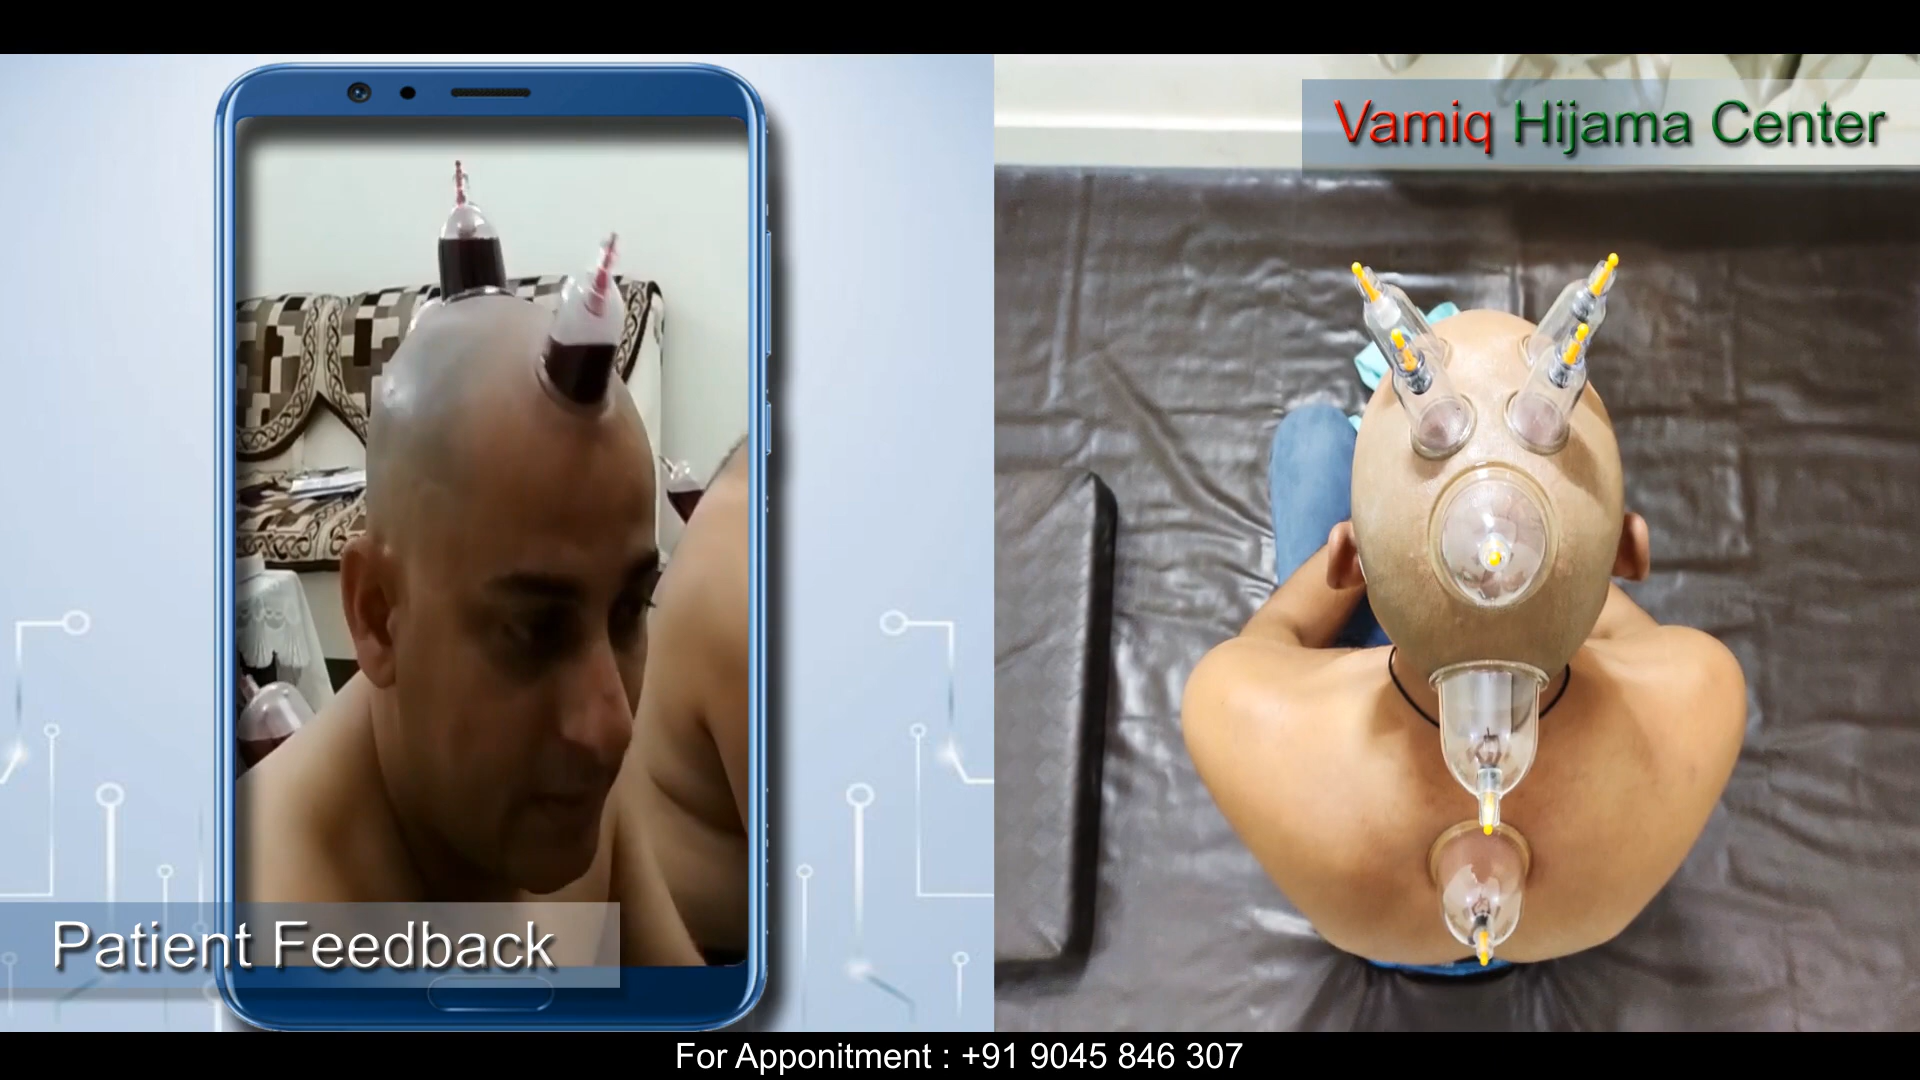 Vamiq Hijama Center
Patient Feedback
For Apponitment : +91 9045 846 307